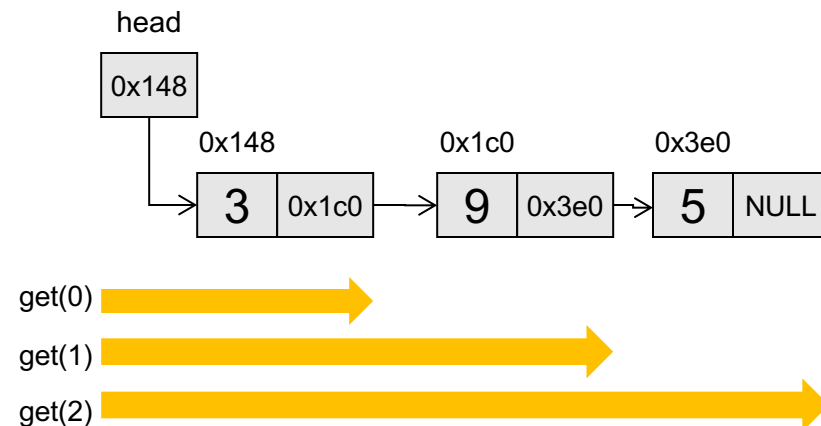 head
0x148
0x148 0x1c0 0x3e0
3 0x1c0 9 0x3e0 5 NULL
get(0)
get(1)
get(2)